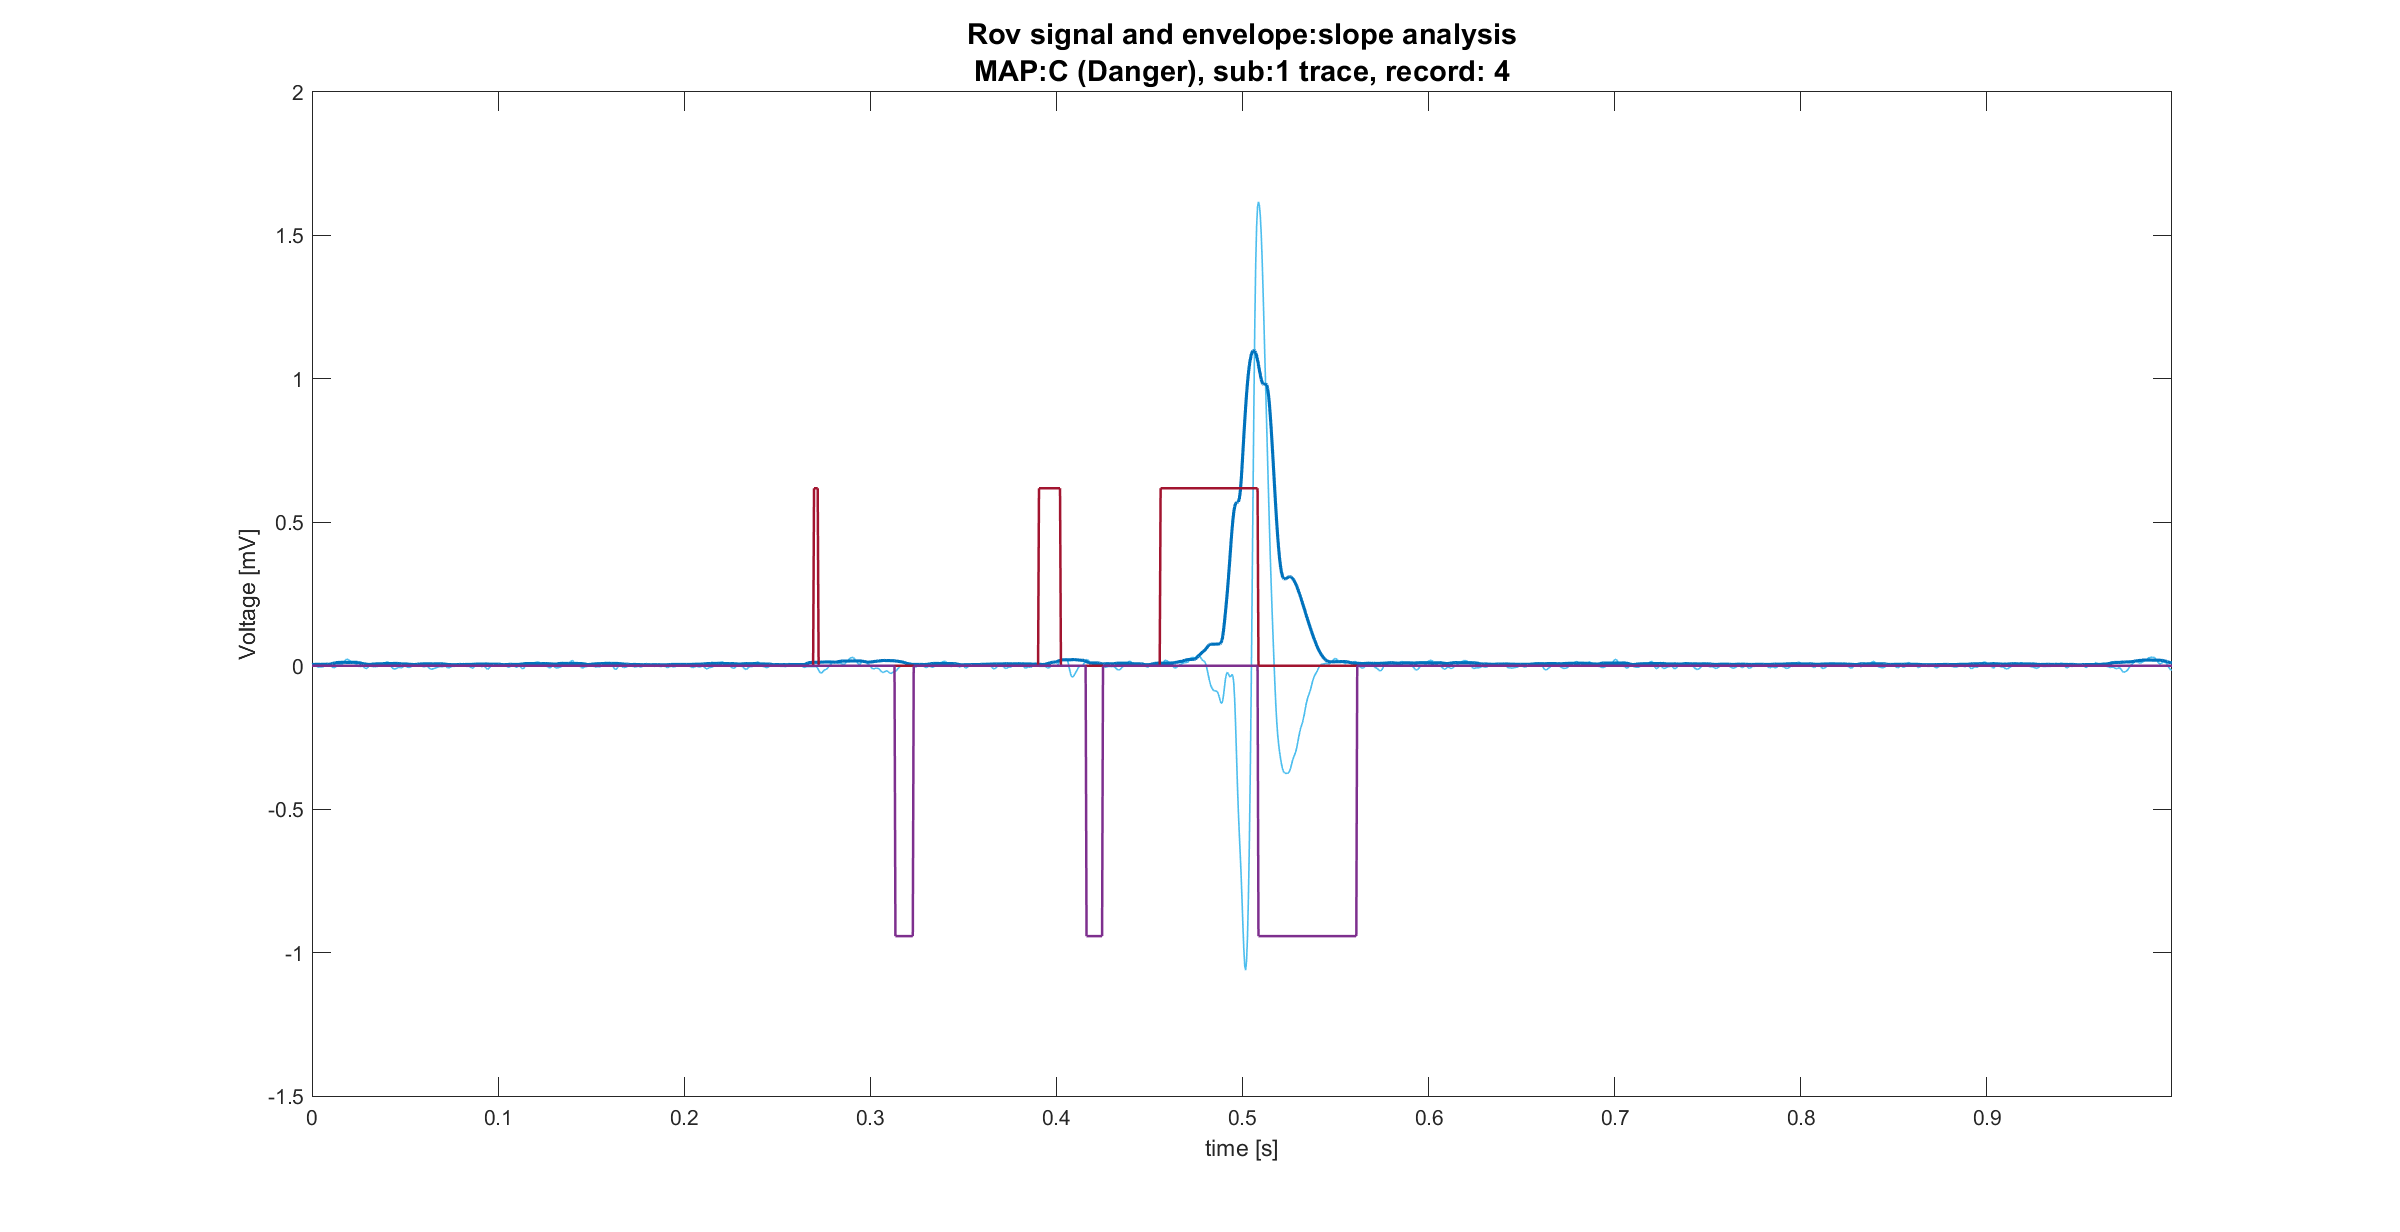 Rov signal and envelope:slope analysis
MAP:C (Danger), sub:1 trace, record: 4
2
1.5
1
0.5
0
-0.5
-1
-1.5
Voltage [mV]
0 0.1 0.2 0.3 0.4 0.5 0.6 0.7 0.8 0.9
time [s]